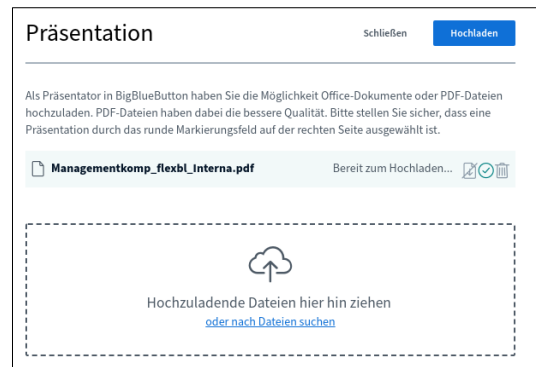 Präsentation
Schließen
Hochladen
Als Präsentator in BigBlueButton haben Sie die Möglichkeit Office-Dokumente oder PDF-Dateien
hochzuladen. PDF-Dateien haben dabei die bessere Qualität. Bitte stellen Sie sicher, dass eine
Präsentation durch das runde Markierungsfeld auf der rechten Seite ausgewählt ist.
Managementkomp_flexbl_Interna.pdf
Bereit zum Hochladen...
Hochzuladende Dateien hier hin ziehen
oder nach Dateien suchen